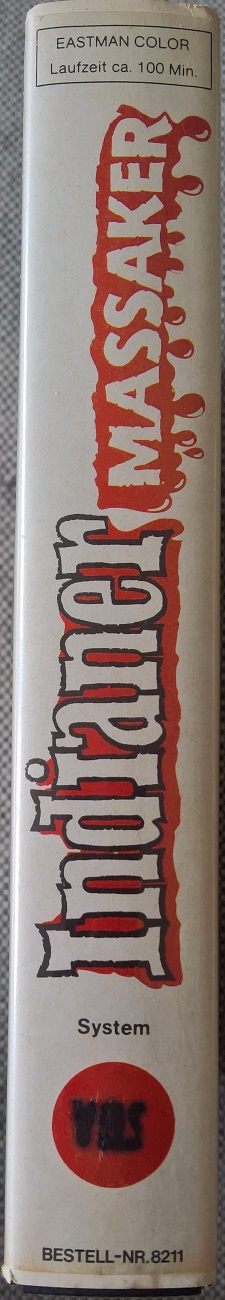 EASTMAN COLOR
Laufzeit ca. 100 Min.
Indianer MASSAKER
System
VHS
BESTELL-NR. 8211